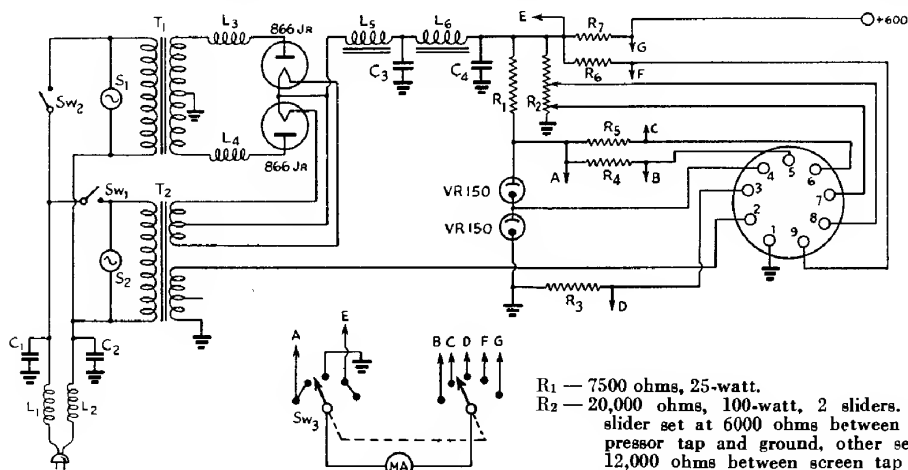 T1
L3
866 JR
L5
L6
E
R7
+600
G
R6
F
C3
C4
S1
Sw2
R1
R2
L4
866 JR
R5
C
R4
A
B
Sw1
T2
VR150
VR150
S2
1
2
3
4
5
6
7
8
9
R3
D
C1
C2
L1
L2
A
E
B
C
D
F
G
Sw3
MA
R1 — 7500 ohms, 25-watt.
R2 — 20,000 ohms, 100-watt, 2 sliders.
slider set at 6000 ohms between
pressor tap and ground, other se
12,000 ohms between screen tap